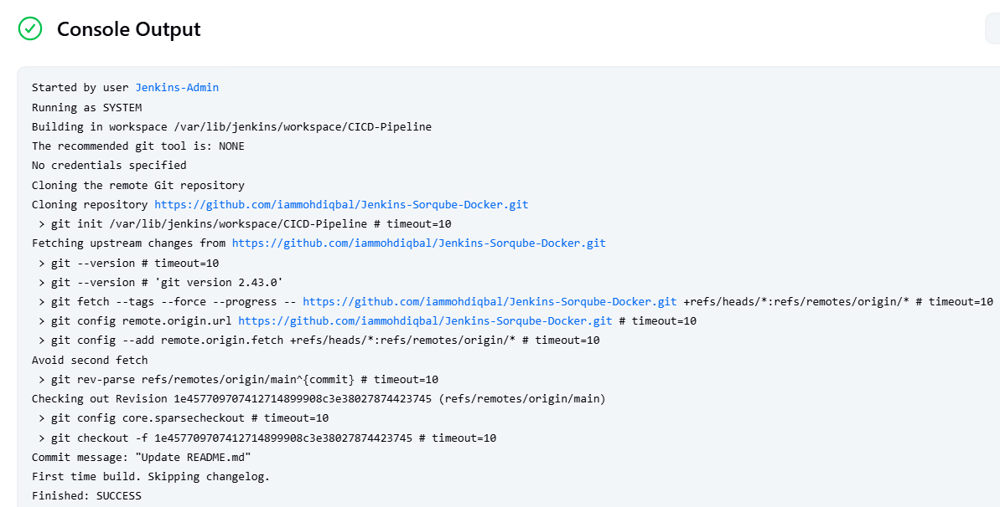 Console Output
Started by user Jenkins-Admin
Running as SYSTEM
Building in workspace /var/lib/jenkins/workspace/CICD-Pipeline
The recommended git tool is: NONE
No credentials specified
Cloning the remote Git repository
Cloning repository https://github.com/iammohdiqbal/Jenkins-Sorqube-Docker.git
 > git init /var/lib/jenkins/workspace/CICD-Pipeline # timeout=10
Fetching upstream changes from https://github.com/iammohdiqbal/Jenkins-Sorqube-Docker.git
 > git --version # timeout=10
 > git --version # 'git version 2.43.0'
 > git fetch --tags --force --progress -- https://github.com/iammohdiqbal/Jenkins-Sorqube-Docker.git +refs/heads/*:refs/remotes/origin/* # timeout=10
 > git config remote.origin.url https://github.com/iammohdiqbal/Jenkins-Sorqube-Docker.git # timeout=10
 > git config --add remote.origin.fetch +refs/heads/*:refs/remotes/origin/* # timeout=10
Avoid second fetch
 > git rev-parse refs/remotes/origin/main^{commit} # timeout=10
Checking out Revision 1e457709707412714899908c3e38027874423745 (refs/remotes/origin/main)
 > git config core.sparsecheckout # timeout=10
 > git checkout -f 1e457709707412714899908c3e38027874423745 # timeout=10
Commit message: "Update README.md"
First time build. Skipping changelog.
Finished: SUCCESS